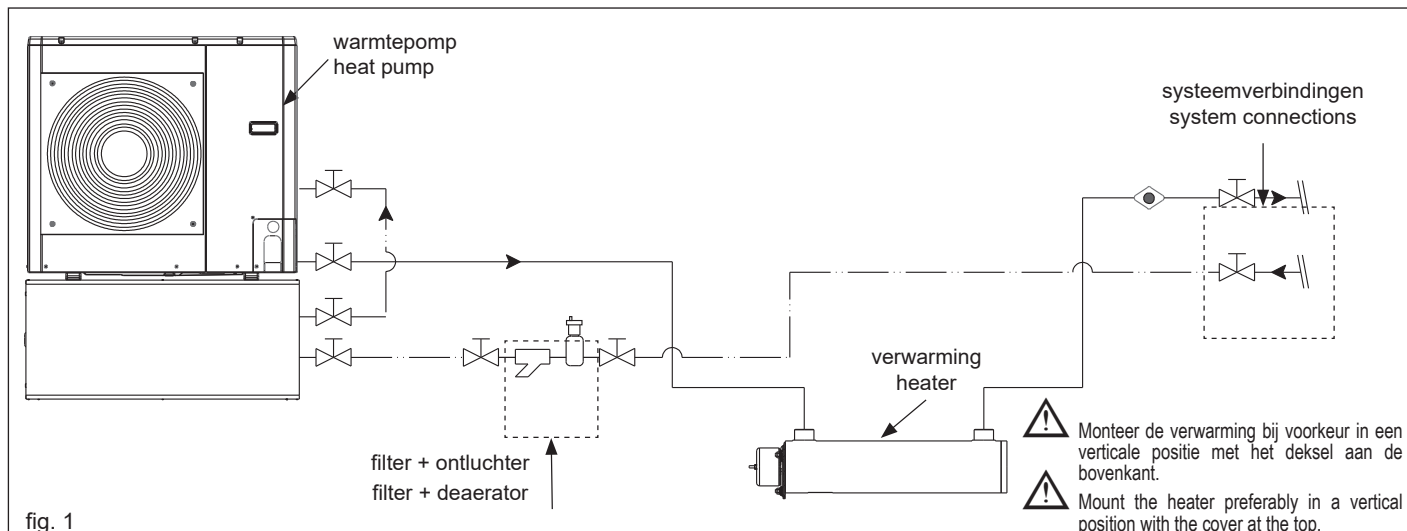 warmtepomp
heat pump
systeemverbindingen
system connections
verwarming
heater
filter + ontluchter
filter + deaerator
Monteer de verwarming bij voorkeur in een
verticale positie met het deksel aan de
bovenkant.
Mount the heater preferably in a vertical
position with the cover at the top.
fig. 1